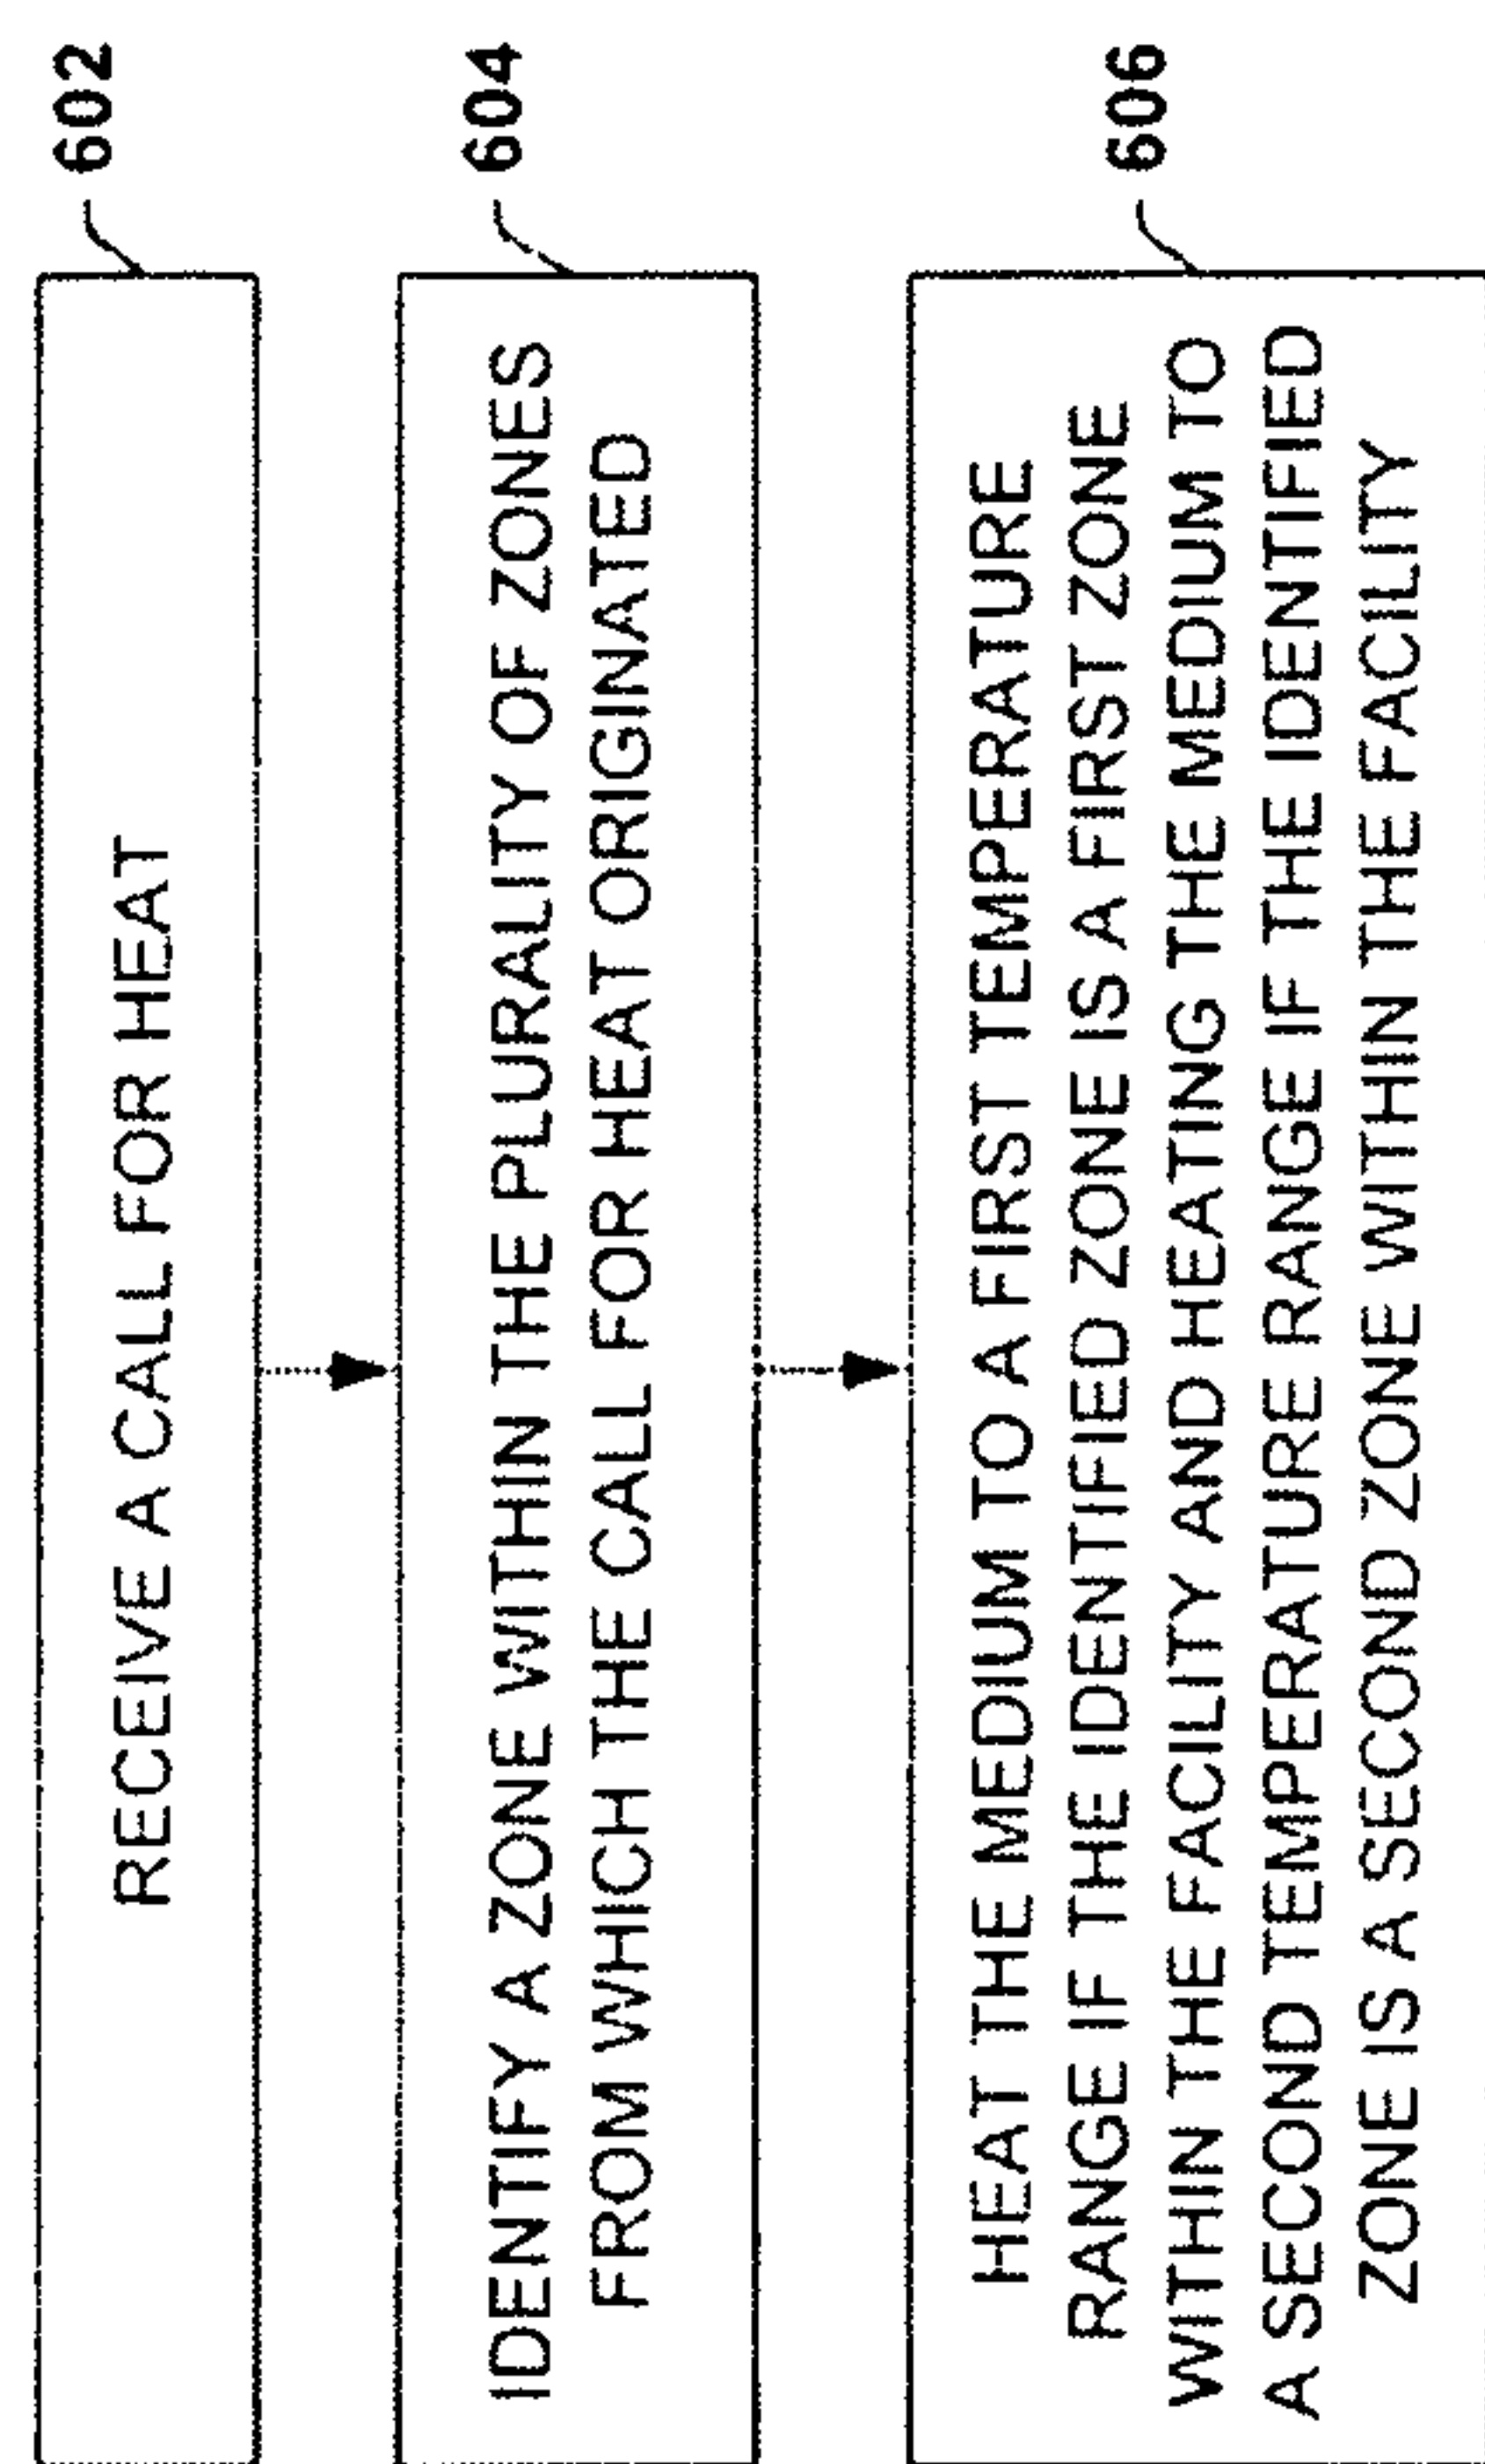 602
RECEIVE A CALL FOR HEAT
604
IDENTIFY A ZONE WITHIN THE PLURALITY OF ZONES
FROM WHICH THE CALL FOR HEAT ORIGINATED
606
HEAT THE MEDIUM TO A FIRST TEMPERATURE
RANGE IF THE IDENTIFIED ZONE IS A FIRST ZONE
WITHIN THE FACILITY AND HEATING THE MEDIUM TO
A SECOND TEMPERATURE RANGE IF THE IDENTIFIED
ZONE IS A SECOND ZONE WITHIN THE FACILITY